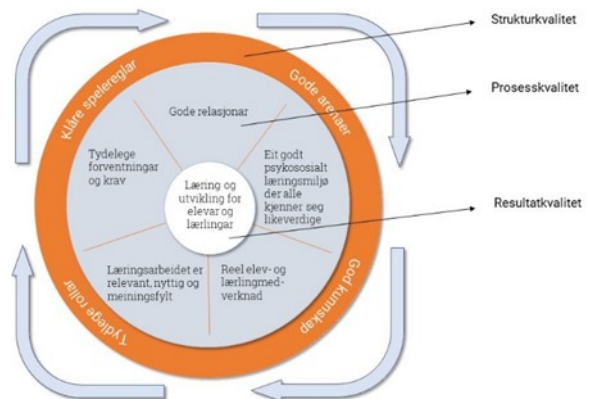 Strukturkvalitet
Prosesskvalitet
Resultatkvalitet
Klåre spelereglar
Gode arenaer
God kunnskap
Tydlege rollar
Gode relasjonar
Tydelege
forventningar
og krav
Eit godt
psykososialt
læringsmiljø
der alle
kjenner seg
likeverdige
Læring og
utvikling for
elevar og
lærlingar
Læringsarbeidet er
relevant, nyttig og
meiningsfylt
Reel elev- og
lærlingmed-
verknad